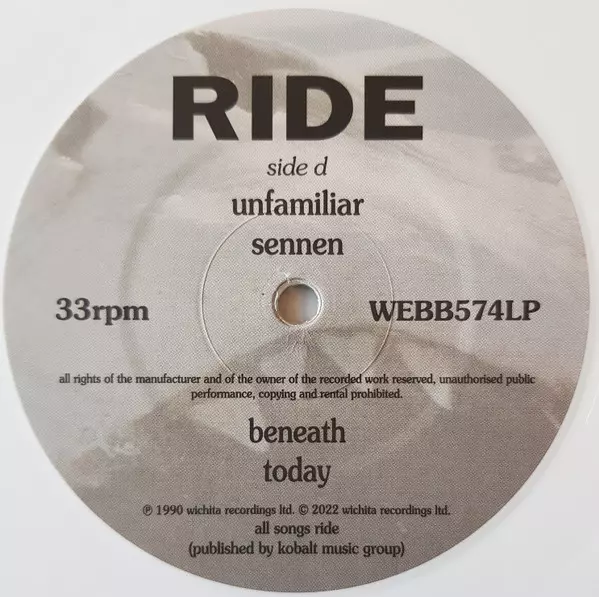 RIDE
side d
unfamiliar
sennen
33rpm
WEBB574LP
all rights of the manufacturer and of the owner of the recorded work reserved, unauthorised public
performance, copying and rental prohibited.
beneath
today
℗ 1990 wichita recordings ltd. © 2022 wichita recordings ltd.
all songs ride
(published by kobalt music group)